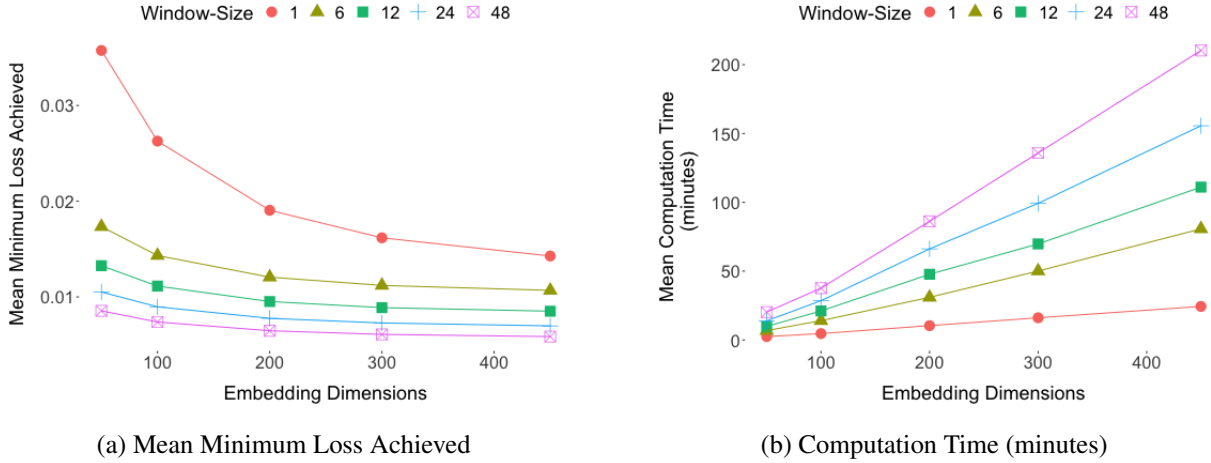 Window-Size 1 6 12 24 48
Mean Minimum Loss Achieved
0.03
0.02
0.01
100 200 300 400
Embedding Dimensions
(a) Mean Minimum Loss Achieved
Window-Size 1 6 12 24 48
Mean Computation Time
(minutes)
200
150
100
50
0
100 200 300 400
Embedding Dimensions
(b) Computation Time (minutes)